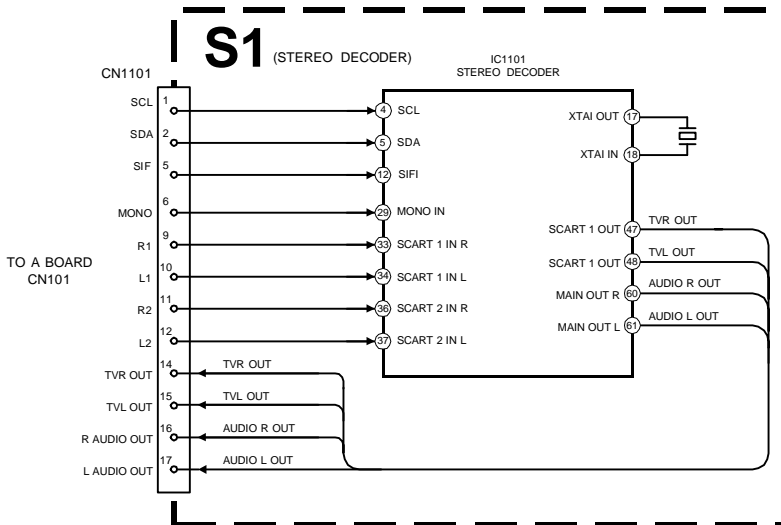 S1 (STEREO DECODER)
IC1101
STEREO DECODER
CN1101
TO A BOARD
CN101
SCL 1
SDA 2
SIF 5
MONO 6
R1 9
L1 10
R2 11
L2 12
TVR OUT 14
TVL OUT 15
R AUDIO OUT 16
L AUDIO OUT 17
TVR OUT
TVL OUT
AUDIO R OUT
AUDIO L OUT
4 SCL
5 SDA
12 SIFI
29 MONO IN
33 SCART 1 IN R
34 SCART 1 IN L
36 SCART 2 IN R
37 SCART 2 IN L
XTAI OUT 17
XTAI IN 18
SCART 1 OUT 47 TVR OUT
SCART 1 OUT 48 TVL OUT
MAIN OUT R 60 AUDIO R OUT
MAIN OUT L 61 AUDIO L OUT